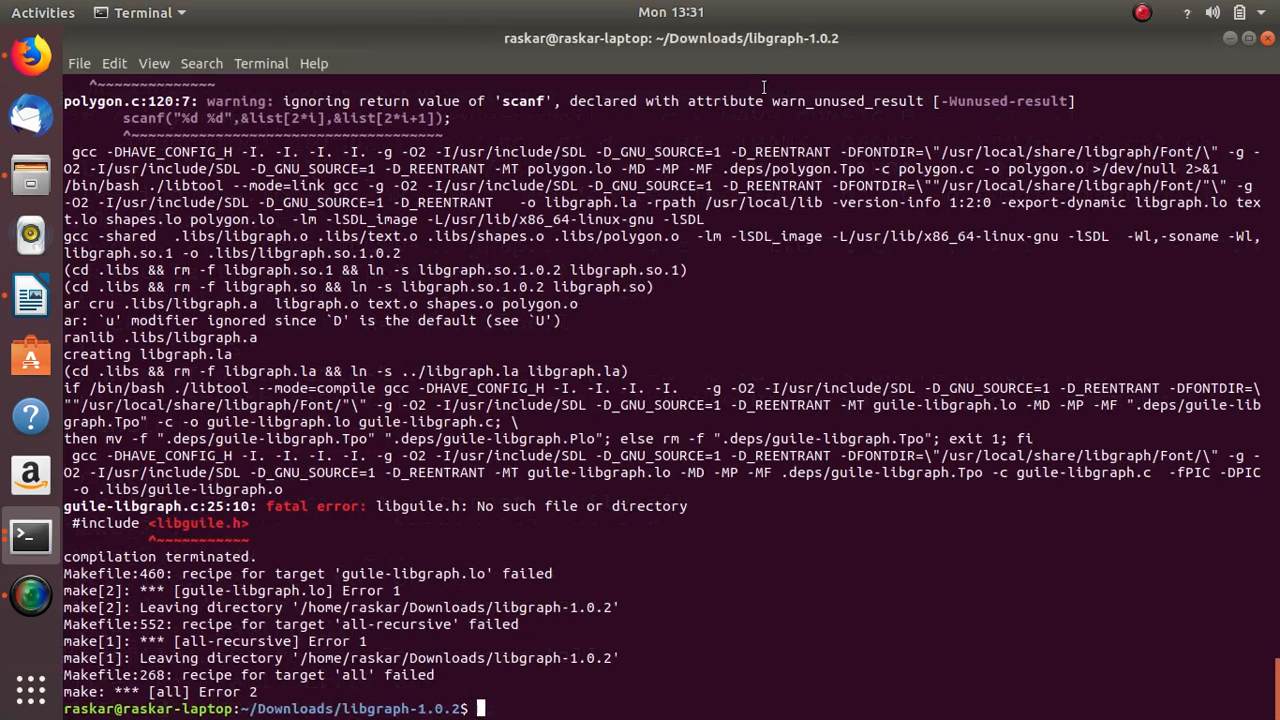 Activities
Terminal
Mon 13:31
?
raskar@raskar-laptop: ~/Downloads/libgraph-1.0.2
File Edit View Search Terminal Help
^~~~~~~~~~~~~~~
polygon.c:120:7: warning: ignoring return value of 'scanf', declared with attribute warn_unused_result [-Wunused-result]
scanf("%d %d",&list[2*i],&list[2*i+1]);
^~~~~~~~~~~~~~~~~~~~~~~~~~~~~~~~~~~~~~
gcc -DHAVE_CONFIG_H -I. -I. -I. -I. -g -O2 -I/usr/include/SDL -D_GNU_SOURCE=1 -D_REENTRANT -DFONTDIR=\"/usr/local/share/libgraph/Font/\" -g -
O2 -I/usr/include/SDL -D_GNU_SOURCE=1 -D_REENTRANT -MT polygon.lo -MD -MP -MF .deps/polygon.Tpo -c polygon.c -o polygon.o >/dev/null 2>&1
/bin/bash ./libtool --mode=link gcc -g -O2 -I/usr/include/SDL -D_GNU_SOURCE=1 -D_REENTRANT -DFONTDIR=\""/usr/local/share/libgraph/Font/"\" -g
-O2 -I/usr/include/SDL -D_GNU_SOURCE=1 -D_REENTRANT -o libgraph.la -rpath /usr/local/lib -version-info 1:2:0 -export-dynamic libgraph.lo tex
t.lo shapes.lo polygon.lo -lm -lSDL_image -L/usr/lib/x86_64-linux-gnu -lSDL
gcc -shared .libs/libgraph.o .libs/text.o .libs/shapes.o .libs/polygon.o -lm -lSDL_image -L/usr/lib/x86_64-linux-gnu -lSDL -Wl,-soname -Wl,
libgraph.so.1 -o .libs/libgraph.so.1.0.2
(cd .libs && rm -f libgraph.so.1 && ln -s libgraph.so.1.0.2 libgraph.so.1)
(cd .libs && rm -f libgraph.so && ln -s libgraph.so.1.0.2 libgraph.so)
ar cru .libs/libgraph.a libgraph.o text.o shapes.o polygon.o
ar: `u' modifier ignored since `D' is the default (see `U')
ranlib .libs/libgraph.a
creating libgraph.la
(cd .libs && rm -f libgraph.la && ln -s ../libgraph.la libgraph.la)
if /bin/bash ./libtool --mode=compile gcc -DHAVE_CONFIG_H -I. -I. -I. -g -O2 -I/usr/include/SDL -D_GNU_SOURCE=1 -D_REENTRANT -DFONTDIR=\
""/usr/local/share/libgraph/Font/"\" -g -O2 -I/usr/include/SDL -D_GNU_SOURCE=1 -D_REENTRANT -MT guile-libgraph.lo -MD -MP -MF ".deps/guile-lib
graph.Tpo" -c -o guile-libgraph.lo guile-libgraph.c; \
then mv -f ".deps/guile-libgraph.Tpo" ".deps/guile-libgraph.Plo"; else rm -f ".deps/guile-libgraph.Tpo"; exit 1; fi
gcc -DHAVE_CONFIG_H -I. -I. -I. -I. -g -O2 -I/usr/include/SDL -D_GNU_SOURCE=1 -D_REENTRANT -DFONTDIR=\"/usr/local/share/libgraph/Font/\" -g -
O2 -I/usr/include/SDL -D_GNU_SOURCE=1 -D_REENTRANT -MT guile-libgraph.lo -MD -MP -MF .deps/guile-libgraph.Tpo -c guile-libgraph.c -fPIC -DPIC
-o .libs/guile-libgraph.o
guile-libgraph.c:25:10: fatal error: libguile.h: No such file or directory
#include <libguile.h>
^~~~~~~~~~~~
compilation terminated.
Makefile:460: recipe for target 'guile-libgraph.lo' failed
make[2]: *** [guile-libgraph.lo] Error 1
make[2]: Leaving directory '/home/raskar/Downloads/libgraph-1.0.2'
Makefile:552: recipe for target 'all-recursive' failed
make[1]: *** [all-recursive] Error 1
make[1]: Leaving directory '/home/raskar/Downloads/libgraph-1.0.2'
Makefile:268: recipe for target 'all' failed
make: *** [all] Error 2
raskar@raskar-laptop:~/Downloads/libgraph-1.0.2$